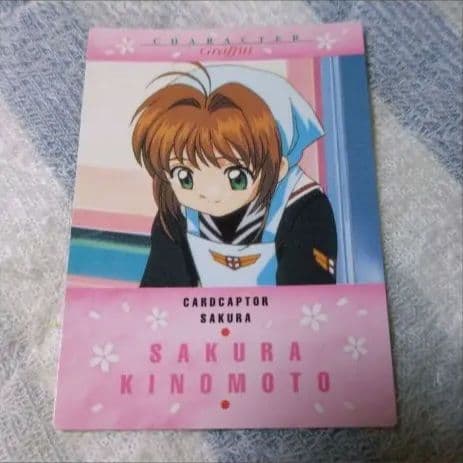 CHARACTER
Graffiti
CARDCAPTOR
SAKURA
SAKURA
KINOMOTO